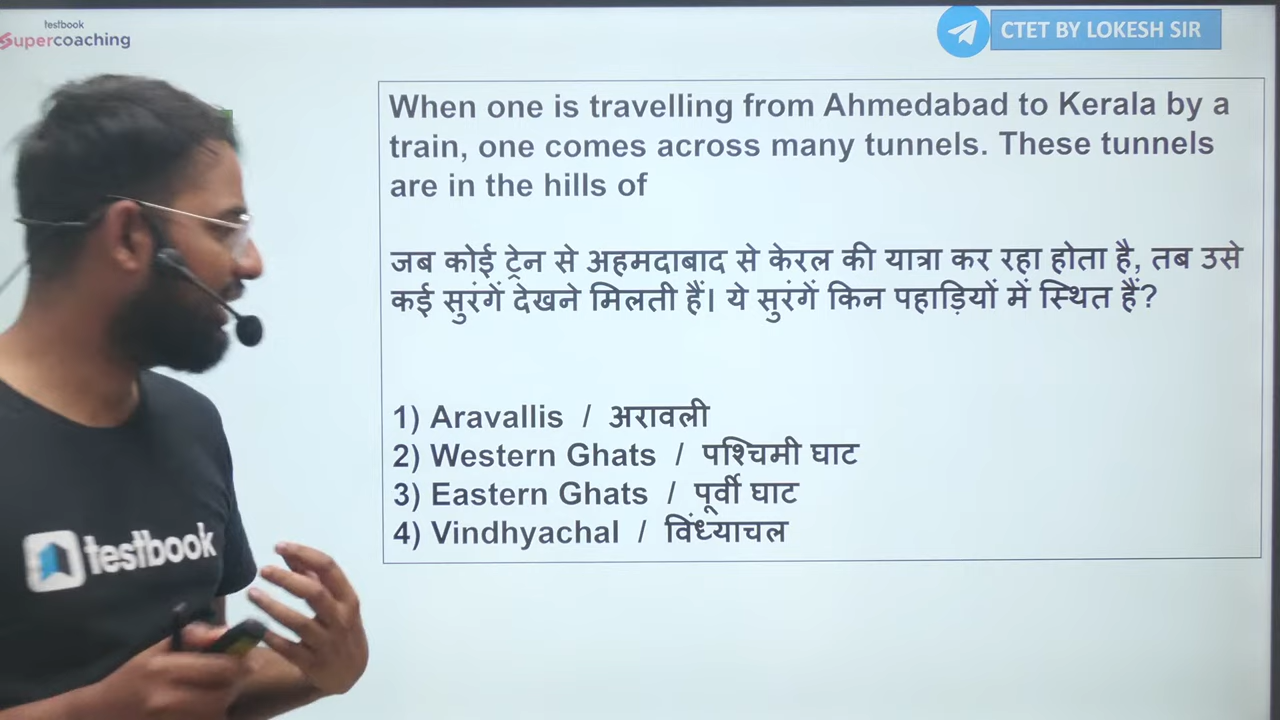 testbook
Supercoaching
CTET BY LOKESH SIR
When one is travelling from Ahmedabad to Kerala by a
train, one comes across many tunnels. These tunnels
are in the hills of
जब कोई ट्रेन से अहमदाबाद से केरल की यात्रा कर रहा होता है, तब उसे
कई सुरंगें देखने मिलती हैं। ये सुरंगें किन पहाड़ियों में स्थित हैं?
1) Aravallis / अरावली
2) Western Ghats / पश्चिमी घाट
3) Eastern Ghats / पूर्वी घाट
4) Vindhyachal / विंध्याचल
testbook